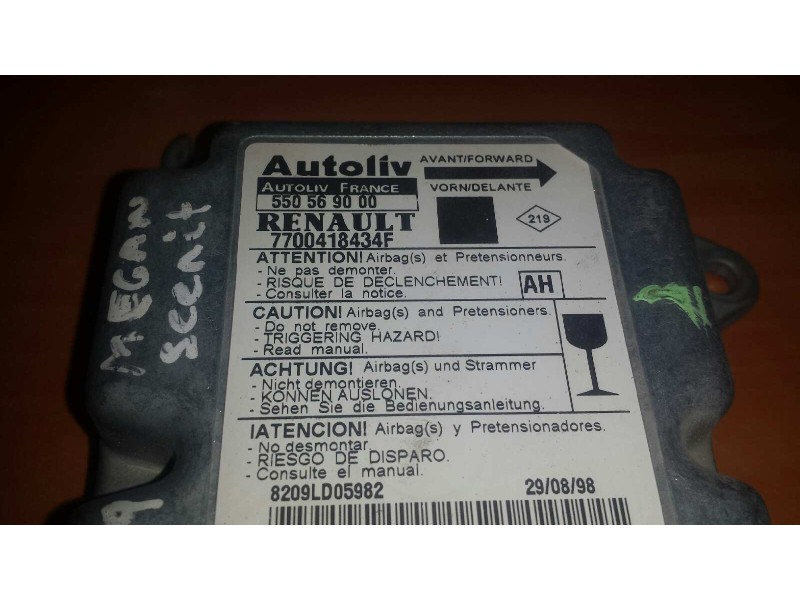 Autoliv
AVANT/FORWARD
AUTOLIV FRANCE
VORN/DELANTE
550 56 90 00
RENAULT
219
7700418434F
ATTENTION! Airbag(s) et Pretensionneurs.
- Ne pas demonter.
- RISQUE DE DECLENCHEMENT!
- Consulter la notice.
AH
CAUTION! Airbag(s) and Pretensioners.
- Do not remove.
- TRIGGERING HAZARD!
- Read manual.
ACHTUNG! Airbag(s) und Strammer
- Nicht demontieren.
- KÖNNEN AUSLÖNEN.
- Sehen Sie die Bedienungsanleitung.
¡ATENCION! Airbag(s) y Pretensionadores.
- No desmontar.
- RIESGO DE DISPARO.
- Consulte el manual.
8209LD05982
29/08/98
MEGAN